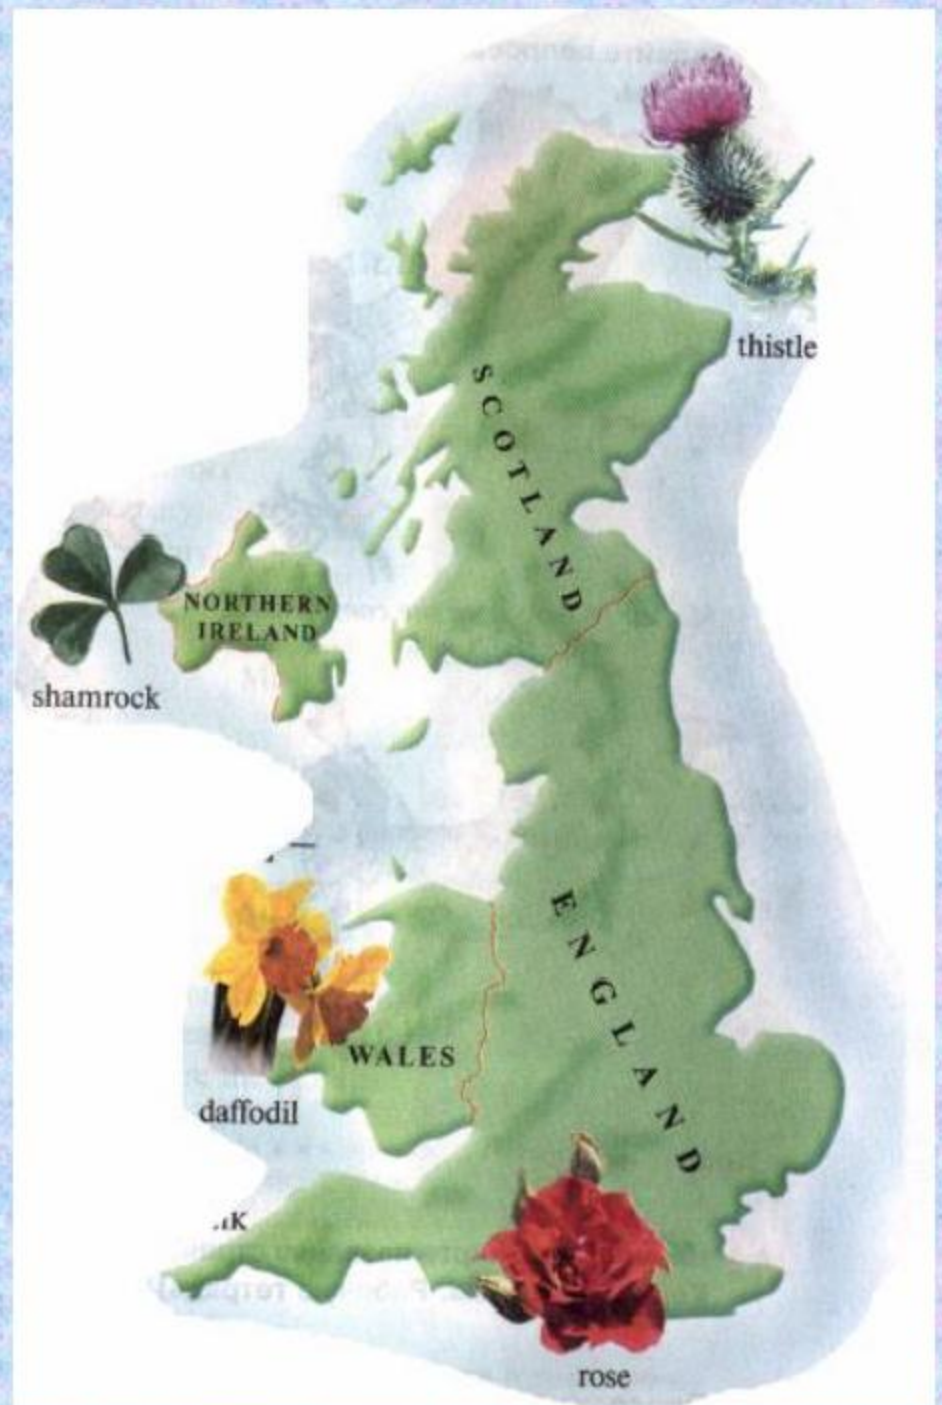 thistle
SCOTLAND
NORTHERN
IRELAND
shamrock
WALES
ENGLAND
daffodil
rose